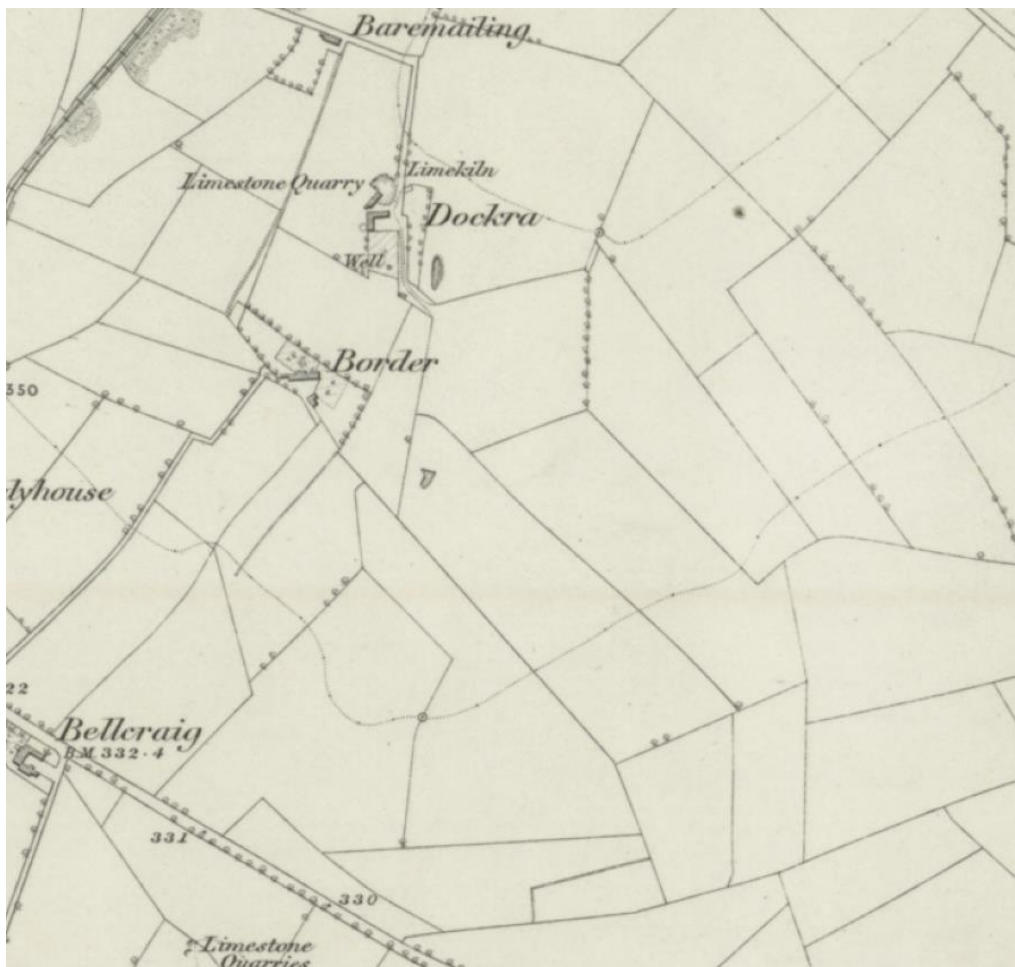 Baremailing
Limekiln
Limestone Quarry
Dockra
Well
Border
350
lyhouse
22
Bellcraig
B.M. 332·4
331
330
Limestone
Quarries